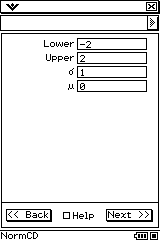 Lower -2
Upper 2
σ 1
μ 0
<< Back Help Next >>
NormCD